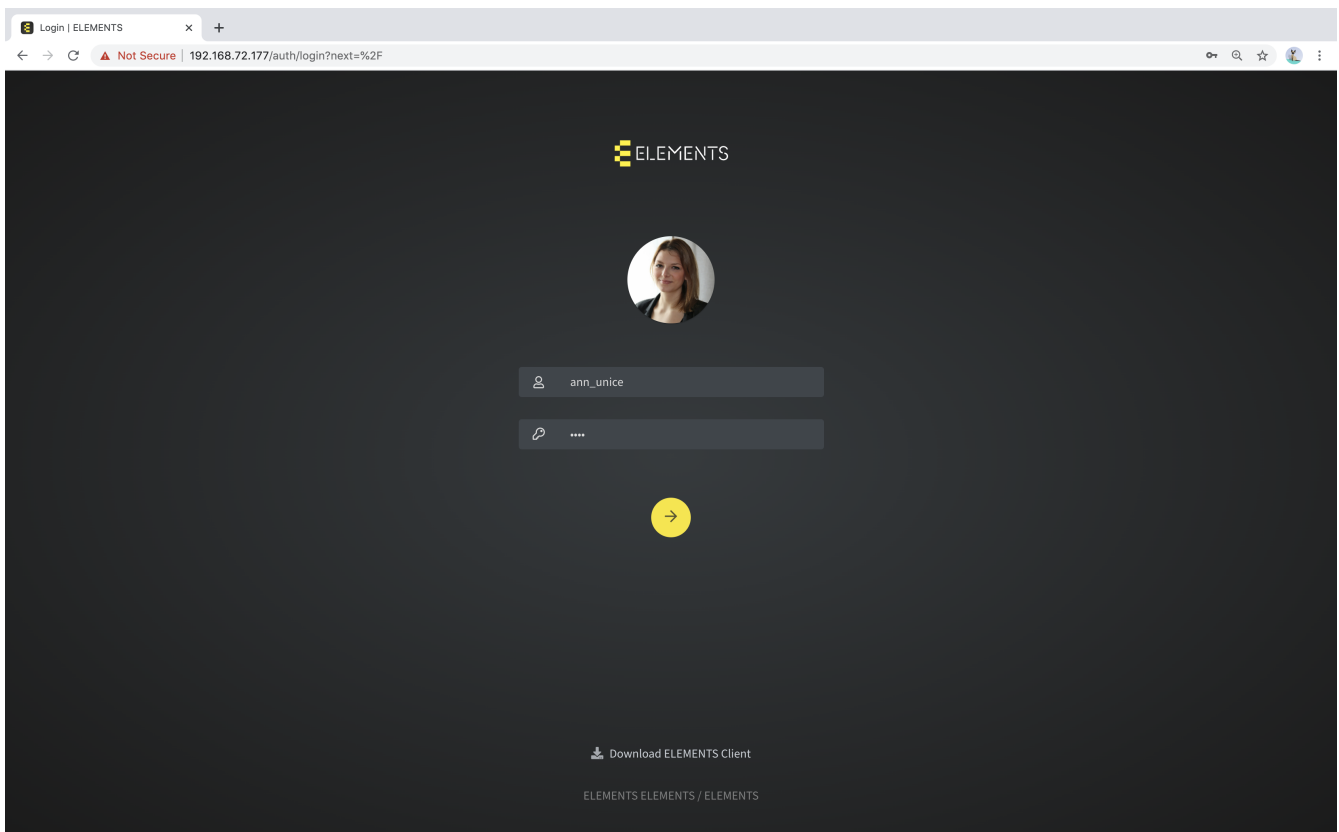 Login | ELEMENTS
Not Secure | 192.168.72.177/auth/login?next=%2F
ELEMENTS
ann_unice
••••
Download ELEMENTS Client
ELEMENTS ELEMENTS / ELEMENTS